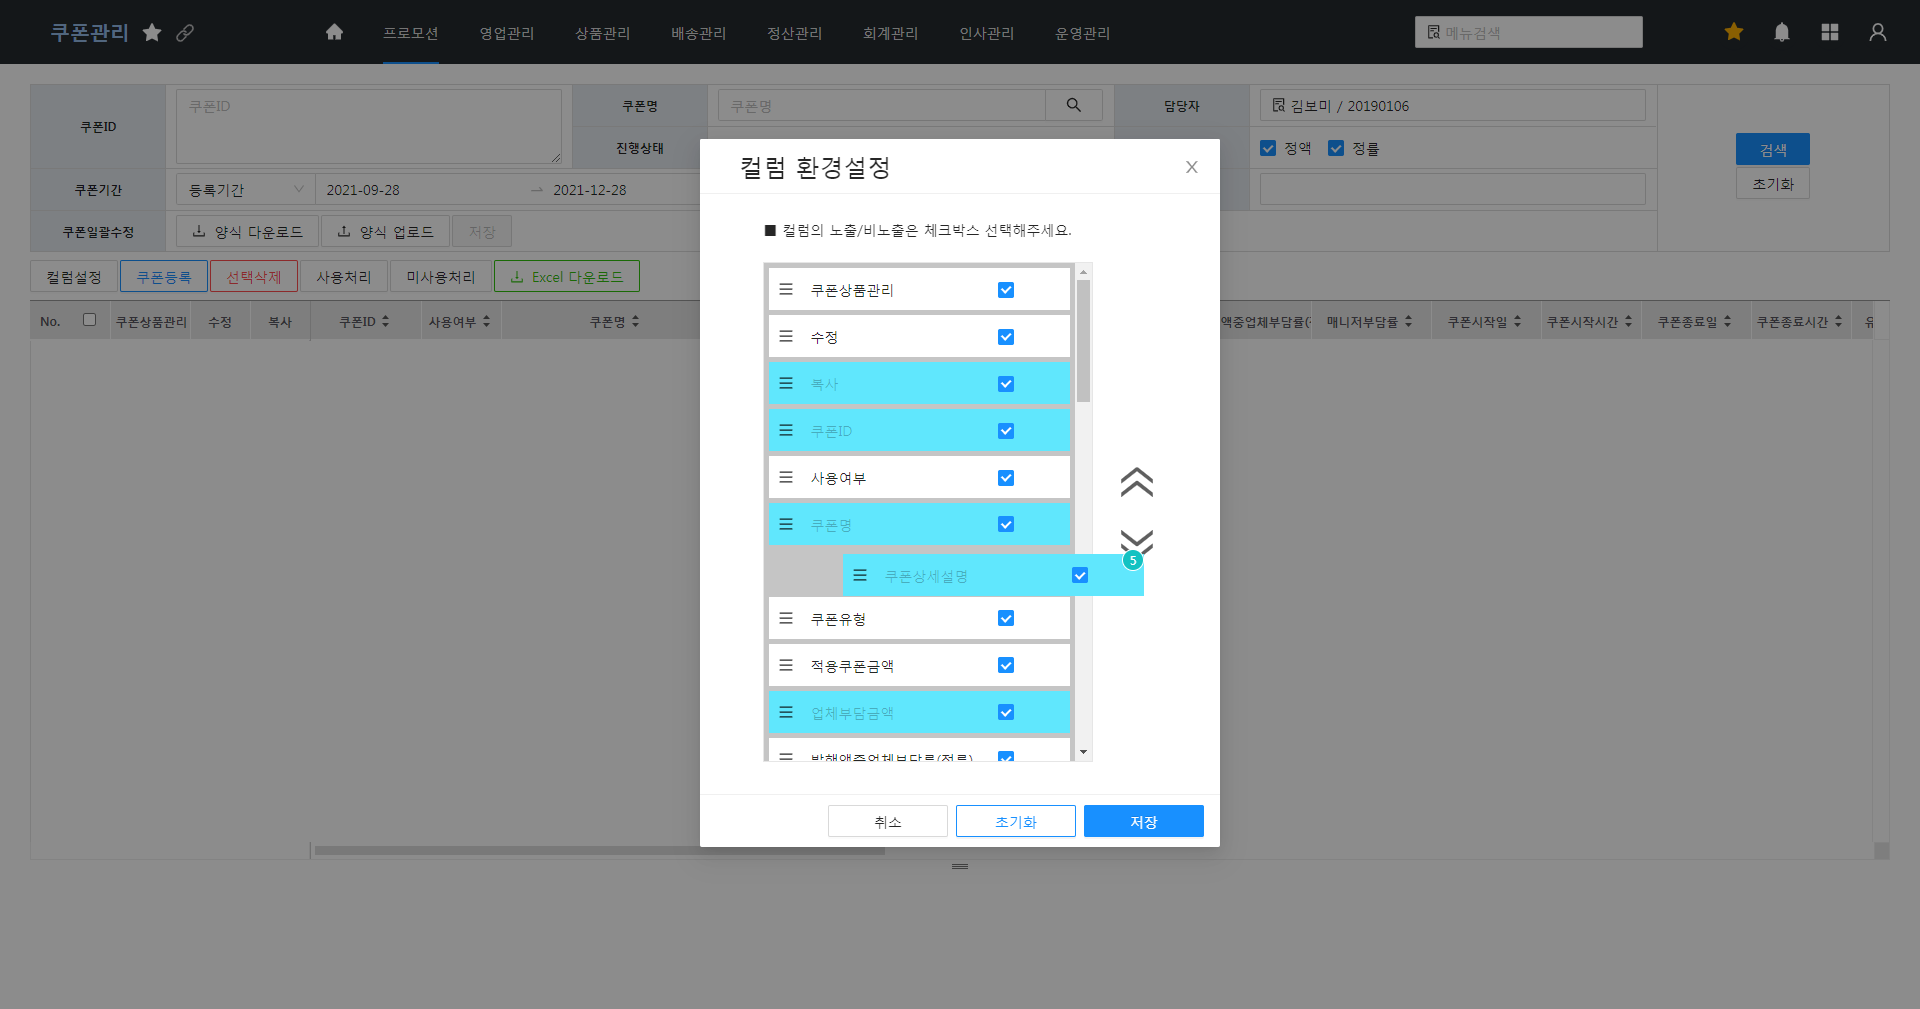 쿠폰관리
프로모션 영업관리 상품관리 배송관리 정산관리 회계관리 인사관리 운영관리
메뉴검색
쿠폰ID 쿠폰ID 쿠폰명 쿠폰명 담당자 김보미 / 20190106
진행상태 정액 정률
검색
초기화
쿠폰기간 등록기간 2021-09-28 → 2021-12-28
쿠폰일괄수정 양식 다운로드 양식 업로드 저장
컬럼설정 쿠폰등록 선택삭제 사용처리 미사용처리 Excel 다운로드
No. 쿠폰상품관리 수정 복사 쿠폰ID 사용여부 쿠폰명 액중업체부담률( 매니저부담률 쿠폰시작일 쿠폰시작시간 쿠폰종료일 쿠폰종료시간 유
컬럼 환경설정 X
■ 컬럼의 노출/비노출은 체크박스 선택해주세요.
쿠폰상품관리
수정
복사
쿠폰ID
사용여부
쿠폰명
5
쿠폰상세설명
쿠폰유형
적용쿠폰금액
업체부담금액
발행액중업체부담률(정률)
취소 초기화 저장